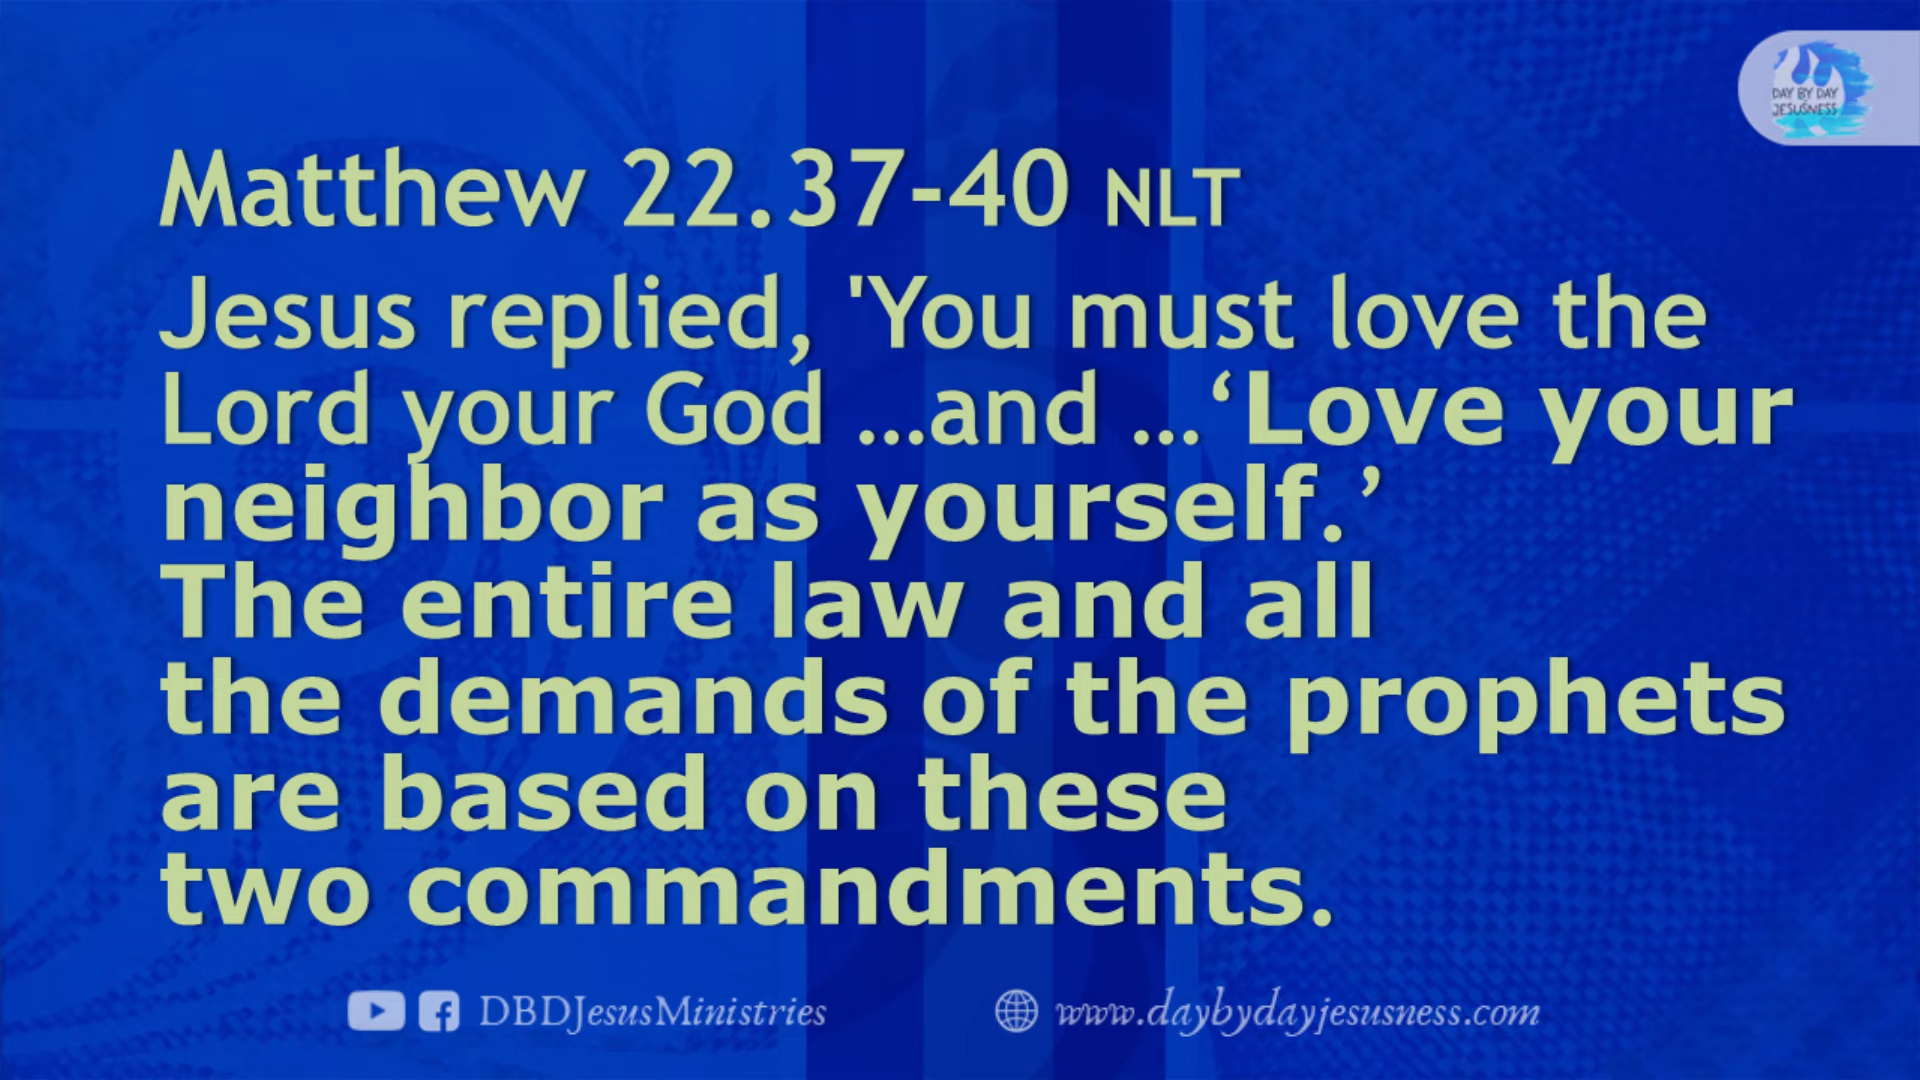 DAY BY DAY
JESUSNESS
Matthew 22.37-40 NLT
Jesus replied, 'You must love the
Lord your God ...and ... ‘Love your
neighbor as yourself.’
The entire law and all
the demands of the prophets
are based on these
two commandments.
DBDJesusMinistries
www.daybydayjesusness.com